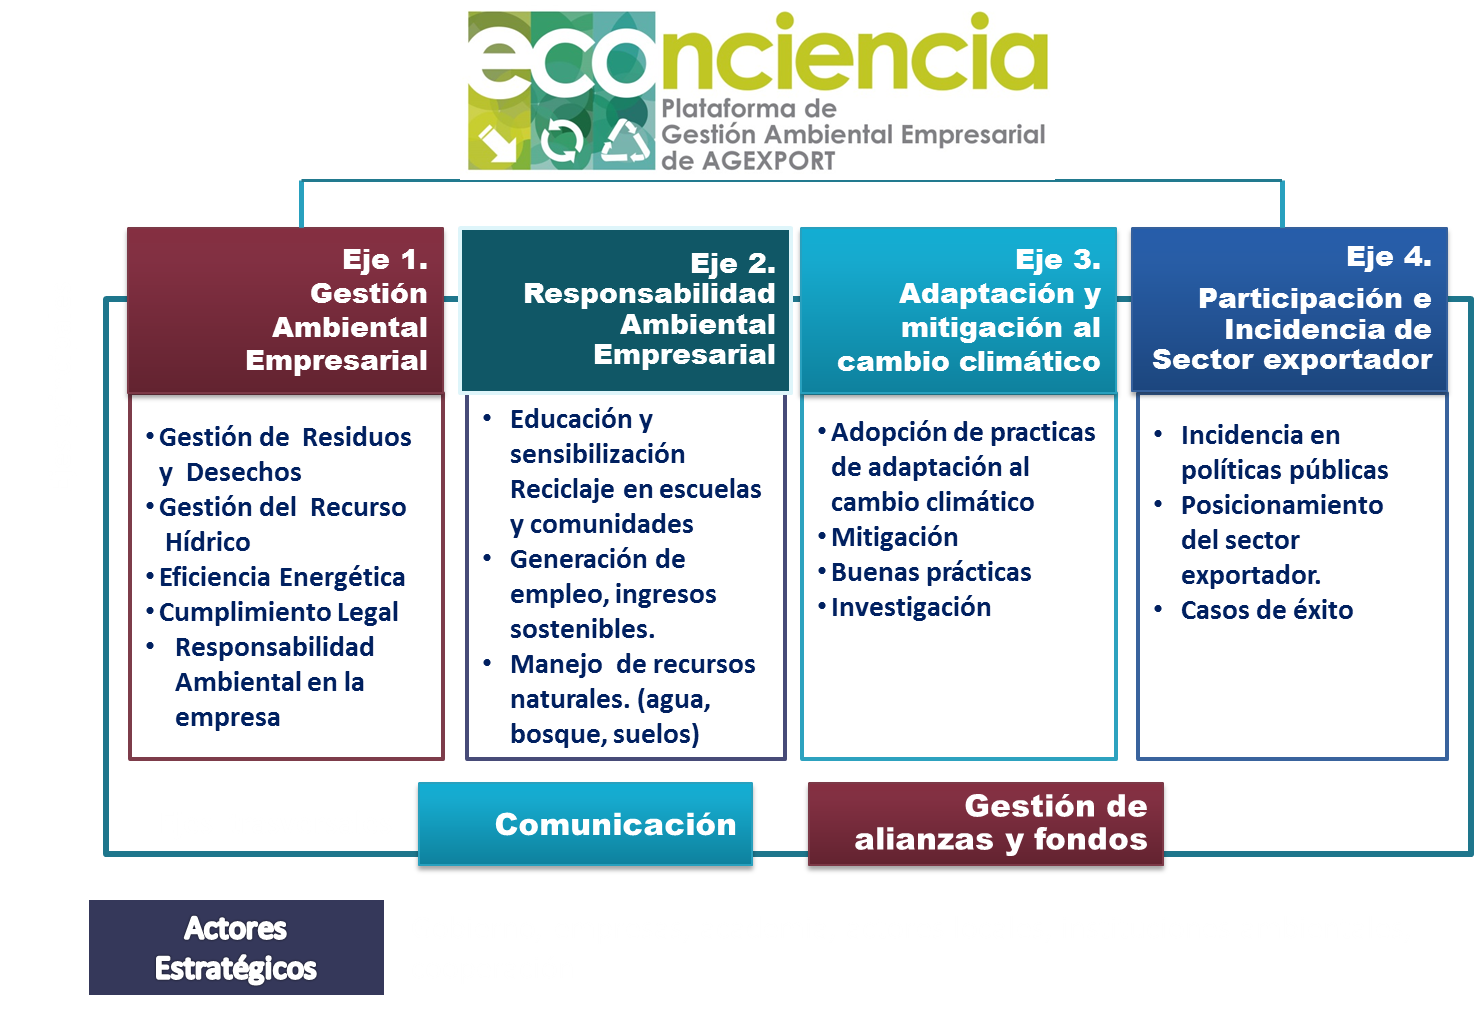 econciencia
Plataforma de
Gestión Ambiental Empresarial
de AGEXPORT
Eje 1.
Gestión
Ambiental
Empresarial
• Gestión de Residuos
y Desechos
• Gestión del Recurso
Hídrico
• Eficiencia Energética
• Cumplimiento Legal
• Responsabilidad
Ambiental en la
empresa
Eje 2.
Responsabilidad
Ambiental
Empresarial
• Educación y
sensibilización
Reciclaje en escuelas
y comunidades
• Generación de
empleo, ingresos
sostenibles.
• Manejo de recursos
naturales. (agua,
bosque, suelos)
Eje 3.
Adaptación y
mitigación al
cambio climático
• Adopción de practicas
de adaptación al
cambio climático
• Mitigación
• Buenas prácticas
• Investigación
Eje 4.
Participación e
Incidencia de
Sector exportador
• Incidencia en
políticas públicas
• Posicionamiento
del sector
exportador.
• Casos de éxito
Comunicación
Gestión de
alianzas y fondos
Actores
Estratégicos